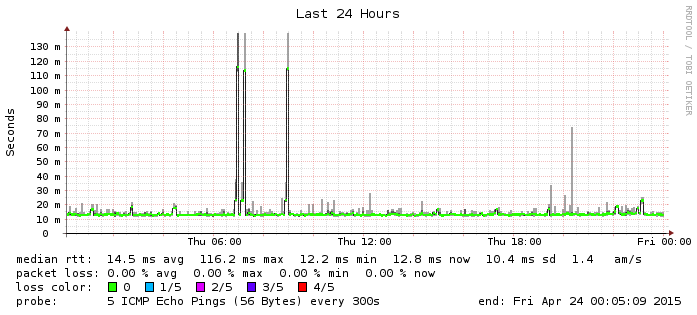 Last 24 Hours
RRDTOOL / TOBI OETIKER
Seconds
130 m
120 m
110 m
100 m
90 m
80 m
70 m
60 m
50 m
40 m
30 m
20 m
10 m
0
Thu 06:00 Thu 12:00 Thu 18:00 Fri 00:00
median rtt: 14.5 ms avg 116.2 ms max 12.2 ms min 12.8 ms now 10.4 ms sd 1.4 am/s
packet loss: 0.00 % avg 0.00 % max 0.00 % min 0.00 % now
loss color: 0 1/5 2/5 3/5 4/5
probe: 5 ICMP Echo Pings (56 Bytes) every 300s end: Fri Apr 24 00:05:09 2015